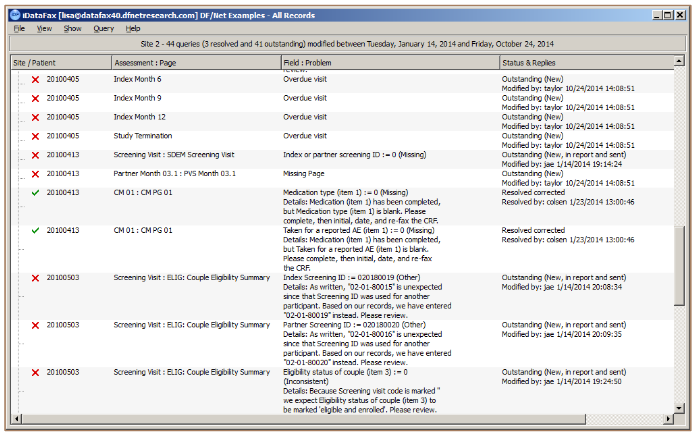 iDataFax [lisa@datafax40.dfnetresearch.com] DF/Net Examples - All Records
File View Show Query Help
Site 2 - 44 queries (3 resolved and 41 outstanding) modified between Tuesday, January 14, 2014 and Friday, October 24, 2014
Site / Patient Assessment : Page Field : Problem Status & Replies
review.
20100405 Index Month 6 Overdue visit Outstanding (New)
Modified by: taylor 10/24/2014 14:08:51
20100405 Index Month 9 Overdue visit Outstanding (New)
Modified by: taylor 10/24/2014 14:08:51
20100405 Index Month 12 Overdue visit Outstanding (New)
Modified by: taylor 10/24/2014 14:08:51
20100405 Study Termination Overdue visit Outstanding (New)
Modified by: taylor 10/24/2014 14:08:51
20100413 Screening Visit : SDEM Screening Visit Index or partner screening ID := 0 (Missing) Outstanding (New, in report and sent)
Modified by: jae 1/14/2014 19:14:24
20100413 Partner Month 03.1 : PVS Month 03.1 Missing Page Outstanding (New)
Modified by: taylor 10/24/2014 14:08:51
20100413 CM 01 : CM PG 01 Medication type (item 1) := 0 (Missing) Resolved corrected
Details: Medication (item 1) has been completed, Resolved by: colsen 1/23/2014 13:00:46
but Medication type (item 1) is blank. Please
complete, then initial, date, and re-fax the CRF.
20100413 CM 01 : CM PG 01 Taken for a reported AE (item 1) := 0 (Missing) Resolved corrected
Details: Medication (item 1) has been completed, Resolved by: colsen 1/23/2014 13:00:46
but Taken for a reported AE (item 1) is blank.
Please complete, then initial, date, and re-fax
the CRF.
20100503 Screening Visit : ELIG: Couple Eligibility Summary Index Screening ID := 020180019 (Other) Outstanding (New, in report and sent)
Details: As written, "02-01-80015" is unexpected Modified by: jae 1/14/2014 20:08:34
since that Screening ID was used for another
participant. Based on our records, we have entered
"02-01-80019" instead. Please review.
20100503 Screening Visit : ELIG: Couple Eligibility Summary Partner Screening ID := 020180020 (Other) Outstanding (New, in report and sent)
Details: As written, "02-01-80016" is unexpected Modified by: jae 1/14/2014 20:09:35
since that Screening ID was used for another
participant. Based on our records, we have entered
"02-01-80020" instead. Please review.
20100503 Screening Visit : ELIG: Couple Eligibility Summary Eligibility status of couple (item 3) := 0 Outstanding (New, in report and sent)
(Inconsistent) Modified by: jae 1/14/2014 19:24:50
Details: Because Screening visit code is marked "
we expect Eligibility status of couple (item 3) to
be marked 'eligible and enrolled'. Please review.